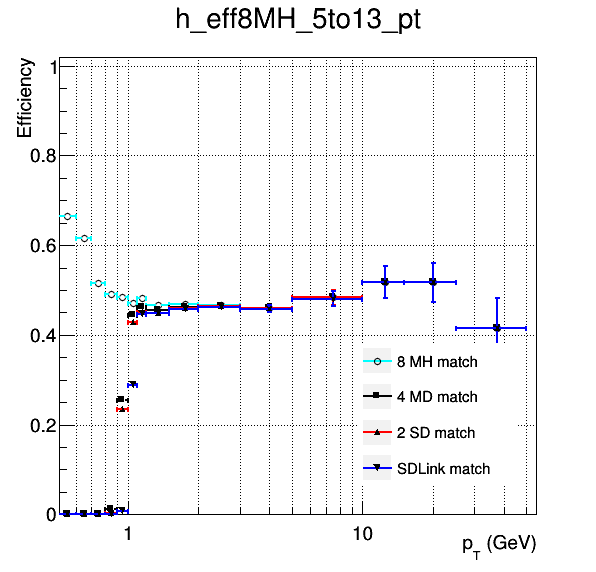 h_eff8MH_5to13_pt
Efficiency
1
0.8
0.6
0.4
0.2
0
8 MH match
4 MD match
2 SD match
SDLink match
1
10
p_T (GeV)